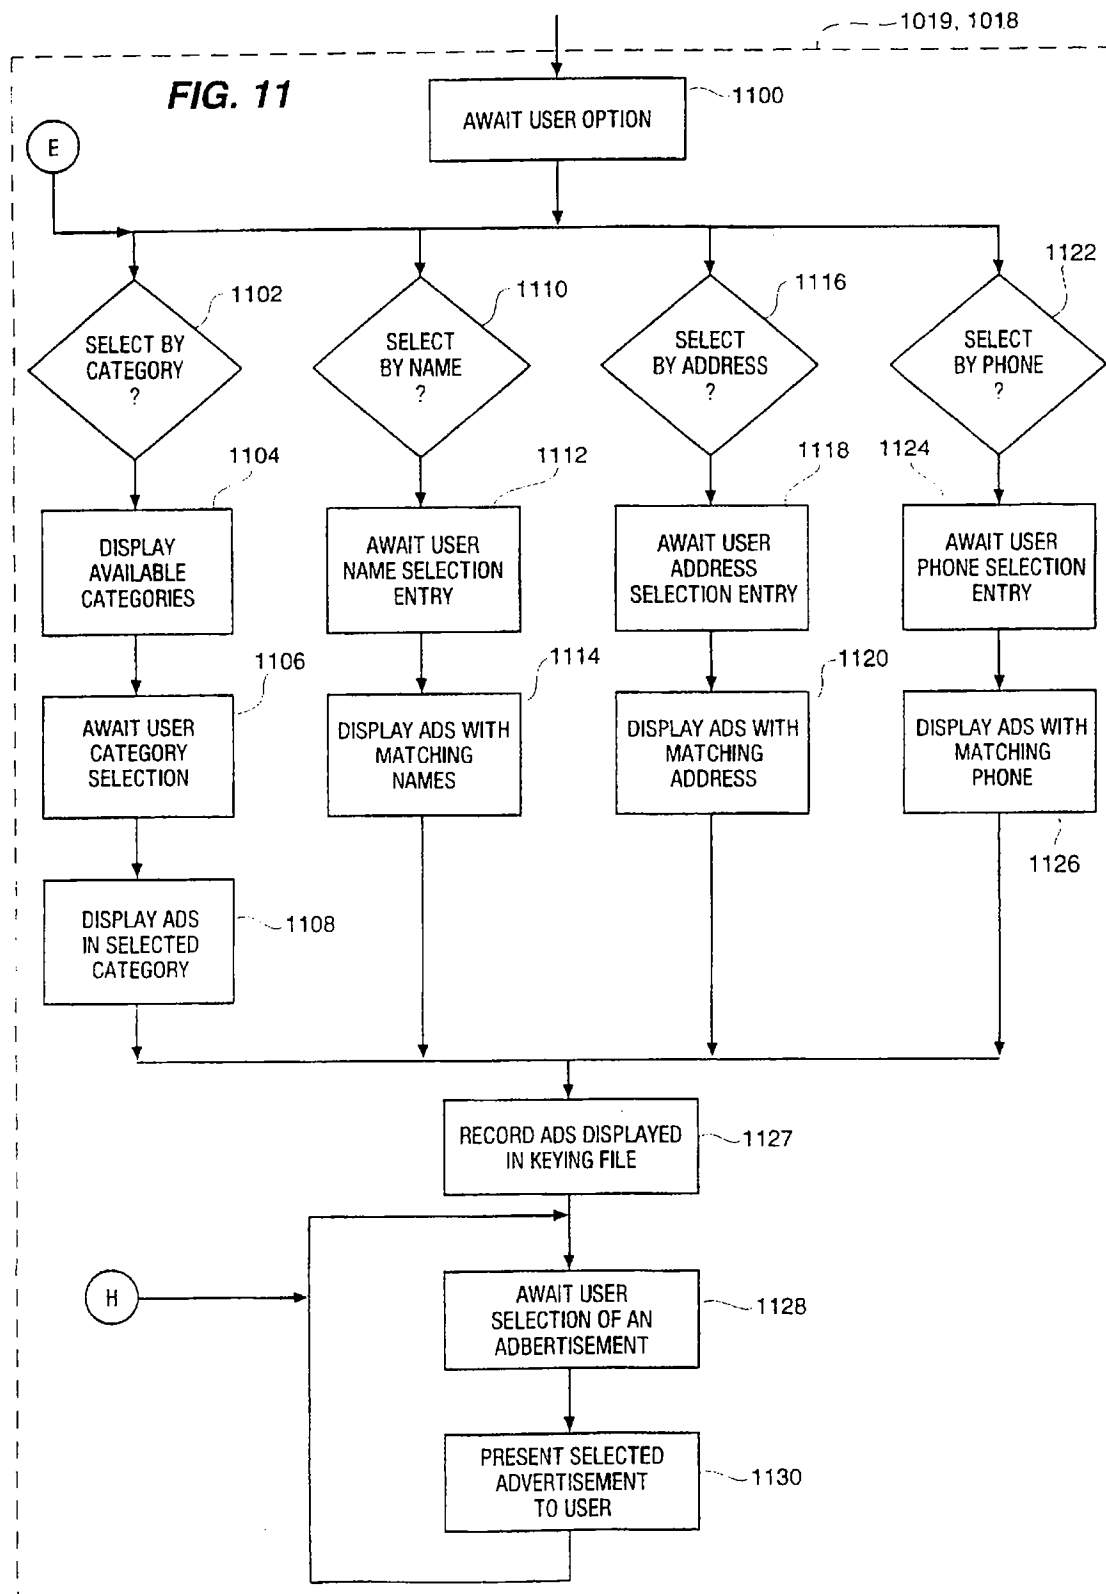 1019, 1018
FIG. 11
1100
AWAIT USER OPTION
E
1102
SELECT BY
CATEGORY
?
1110
SELECT
BY NAME
?
1116
SELECT
BY ADDRESS
?
1122
SELECT
BY PHONE
?
1104
DISPLAY
AVAILABLE
CATEGORIES
1112
AWAIT USER
NAME SELECTION
ENTRY
1118
AWAIT USER
ADDRESS
SELECTION ENTRY
1124
AWAIT USER
PHONE SELECTION
ENTRY
1106
AWAIT USER
CATEGORY
SELECTION
1114
DISPLAY ADS WITH
MATCHING
NAMES
1120
DISPLAY ADS WITH
MATCHING
ADDRESS
DISPLAY ADS WITH
MATCHING
PHONE
1126
DISPLAY ADS
IN SELECTED
CATEGORY
1108
RECORD ADS DISPLAYED
IN KEYING FILE
1127
H
AWAIT USER
SELECTION OF AN
ADBERTISEMENT
1128
PRESENT SELECTED
ADVERTISEMENT
TO USER
1130